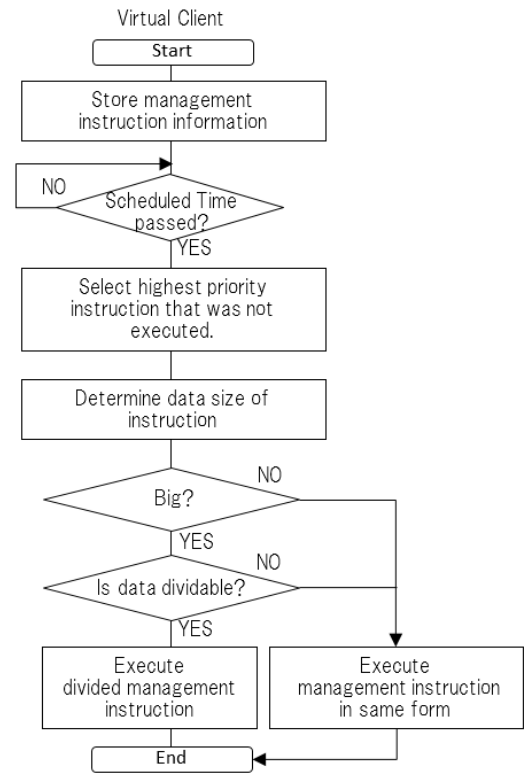 Virtual Client
Start
Store management
instruction information
NO
Scheduled Time
passed?
YES
Select highest priority
instruction that was not
executed.
Determine data size of
instruction
NO
Big?
YES
NO
Is data dividable?
YES
Execute
divided management
instruction
Execute
management instruction
in same form
End